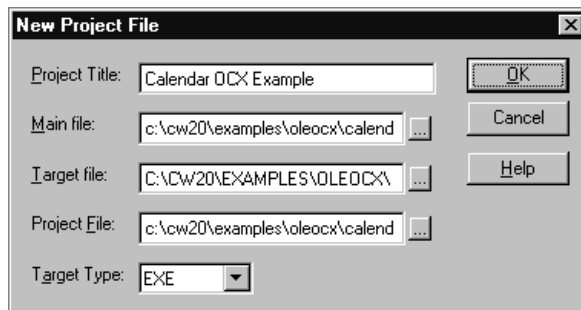 New Project File
Project Title: Calendar OCX Example OK
Main file: c:\cw20\examples\oleocx\calend ... Cancel
Target file: C:\CW20\EXAMPLES\OLEOCX\ ... Help
Project File: c:\cw20\examples\oleocx\calend ...
Target Type: EXE